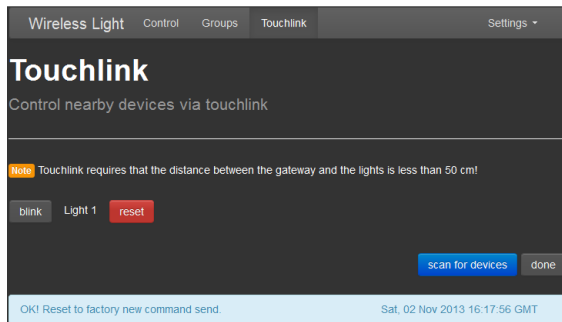 Wireless Light Control Groups Touchlink Settings
Touchlink
Control nearby devices via touchlink
Note Touchlink requires that the distance between the gateway and the lights is less than 50 cm!
blink Light 1 reset
scan for devices done
OK! Reset to factory new command send. Sat, 02 Nov 2013 16:17:56 GMT